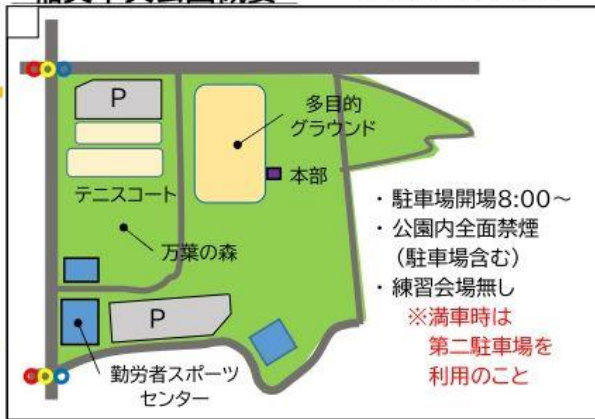 P
多目的
グラウンド
本部
テニスコート
万葉の森
P
勤労者スポーツ
センター
・駐車場開場8:00～
・公園内全面禁煙
（駐車場含む）
・練習会場無し
※満車時は
第二駐車場を
利用のこと